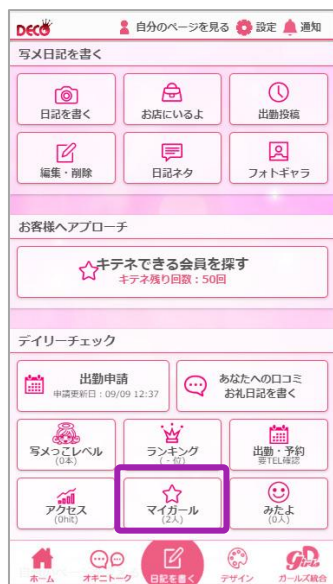 DECO 自分のページを見る 設定 通知
写メ日記を書く
日記を書く お店にいるよ 出勤投稿
編集・削除 日記ネタ フォトギャラ
お客様へアプローチ
キテネできる会員を探す
キテネ残り回数：50回
デイリーチェック
出勤申請
申請更新日：09/09 12:37
あなたへの口コミ
お礼日記を書く
写メっこレベル ランキング 出勤・予約
(0本) (-位) 要TEL確認
アクセス マイガール みたよ
(0hit) (2人) (0人)
ホーム オキニトーク 日記を書く デザイン ガールズ総合